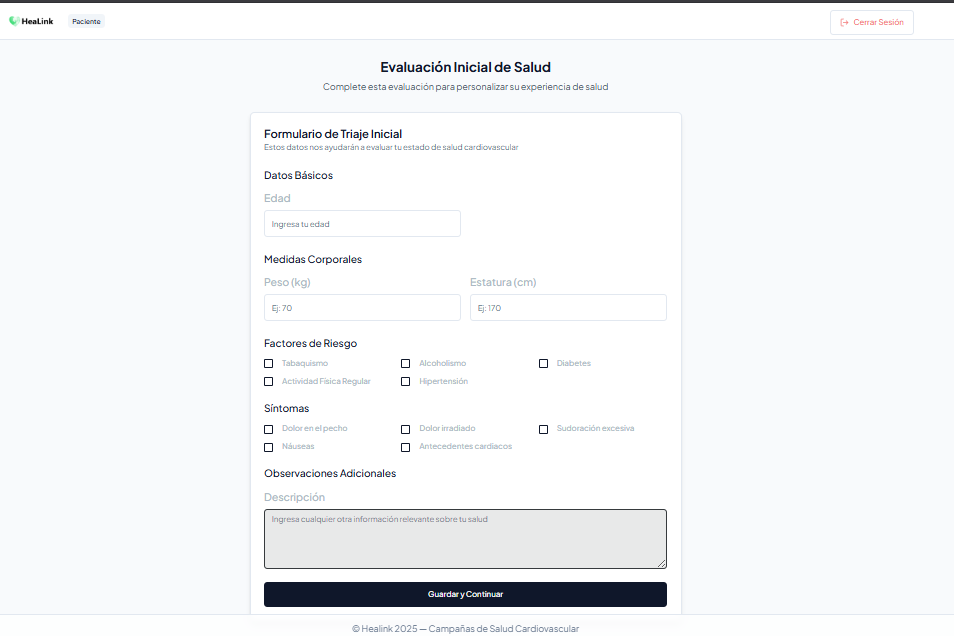 HeaLink Paciente Cerrar Sesión
Evaluación Inicial de Salud
Complete esta evaluación para personalizar su experiencia de salud
Formulario de Triaje Inicial
Estos datos nos ayudarán a evaluar tu estado de salud cardiovascular
Datos Básicos
Edad
Ingresa tu edad
Medidas Corporales
Peso (kg) Estatura (cm)
Ej: 70 Ej: 170
Factores de Riesgo
Tabaquismo Alcoholismo Diabetes
Actividad Física Regular Hipertensión
Síntomas
Dolor en el pecho Dolor irradiado Sudoración excesiva
Náuseas Antecedentes cardíacos
Observaciones Adicionales
Descripción
Ingresa cualquier otra información relevante sobre tu salud
Guardar y Continuar
© Healink 2025 — Campañas de Salud Cardiovascular